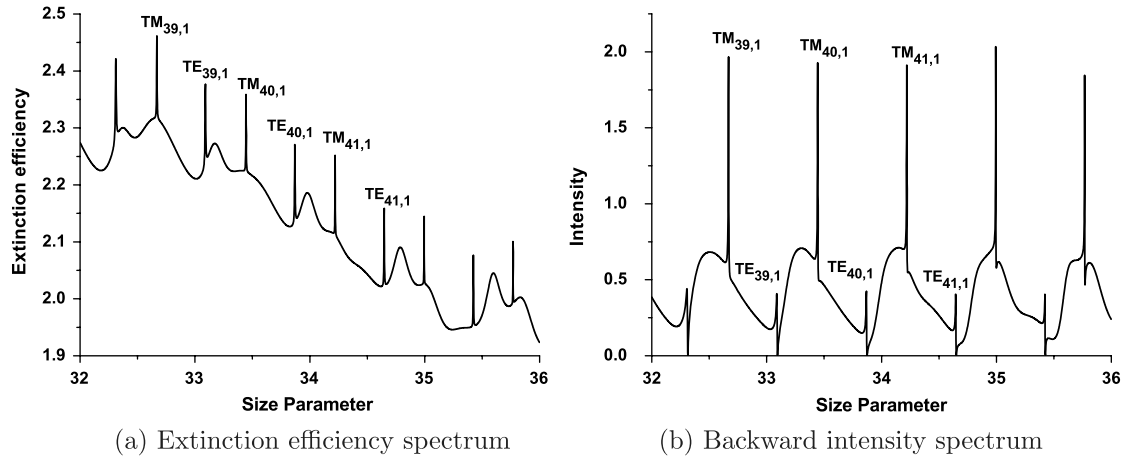 2.5
2.4
2.3
2.2
2.1
2.0
1.9
Extinction efficiency
TM39,1
TE39,1
TM40,1
TE40,1
TM41,1
TE41,1
32
33
34
35
36
Size Parameter
(a) Extinction efficiency spectrum
2.0
1.5
1.0
0.5
0.0
Intensity
TM39,1
TM40,1
TM41,1
TE39,1
TE40,1
TE41,1
32
33
34
35
36
Size Parameter
(b) Backward intensity spectrum